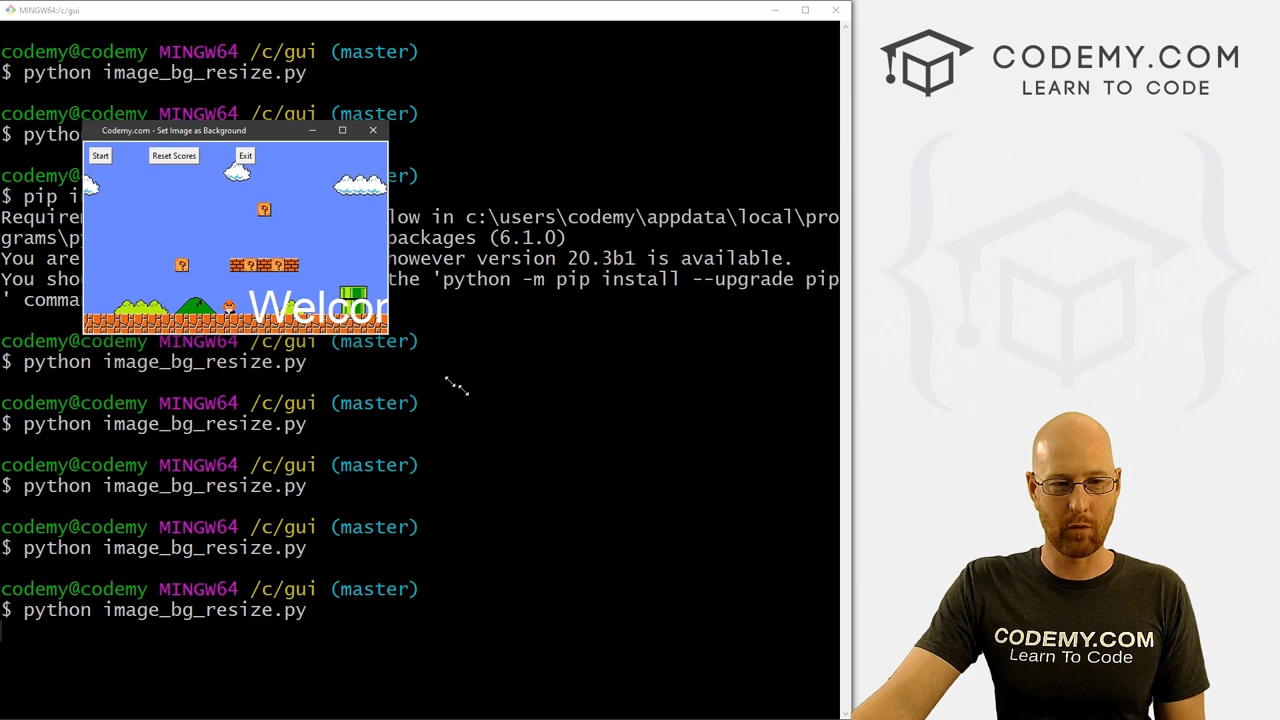 MINGW64:/c/gui
codemy@codemy MINGW64 /c/gui (master)
$ python image_bg_resize.py
codemy@codemy MINGW64 /c/gui (master)
$ pyth
Codemy.com - Set Image as Background
Start
Reset Scores
Exit
code
er)
$ pip i
Requirem
low in c:\users\codemy\appdata\local\pro
grams\p
packages (6.1.0)
You are
however version 20.3b1 is available.
You shou
the 'python -m pip install --upgrade pip
' comma
Welcom
codemy@codemy MINGW64 /c/gui (master)
$ python image_bg_resize.py
codemy@codemy MINGW64 /c/gui (master)
$ python image_bg_resize.py
codemy@codemy MINGW64 /c/gui (master)
$ python image_bg_resize.py
codemy@codemy MINGW64 /c/gui (master)
$ python image_bg_resize.py
codemy@codemy MINGW64 /c/gui (master)
$ python image_bg_resize.py
CODEMY.COM
LEARN TO CODE
CODEMY.COM
Learn To Code